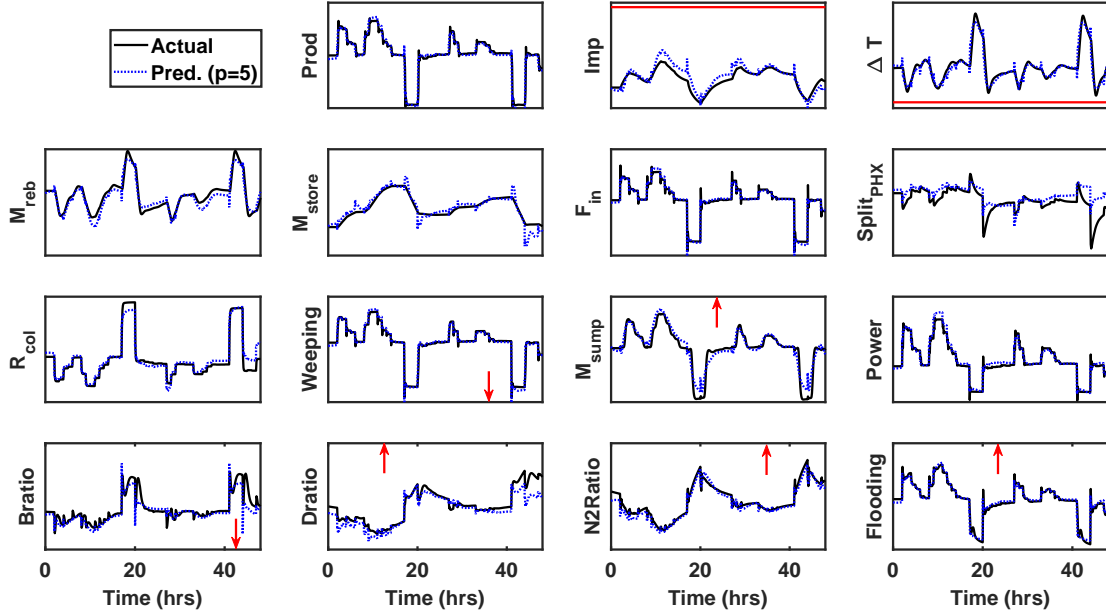 Actual
Pred. (p=5)
Prod
Imp
Δ T
M_reb
M_store
F_in
Split_PHX
R_col
Weeping
M_sump
Power
Bratio
Dratio
N2Ratio
Flooding
0 20 40
0 20 40
0 20 40
0 20 40
Time (hrs)
Time (hrs)
Time (hrs)
Time (hrs)